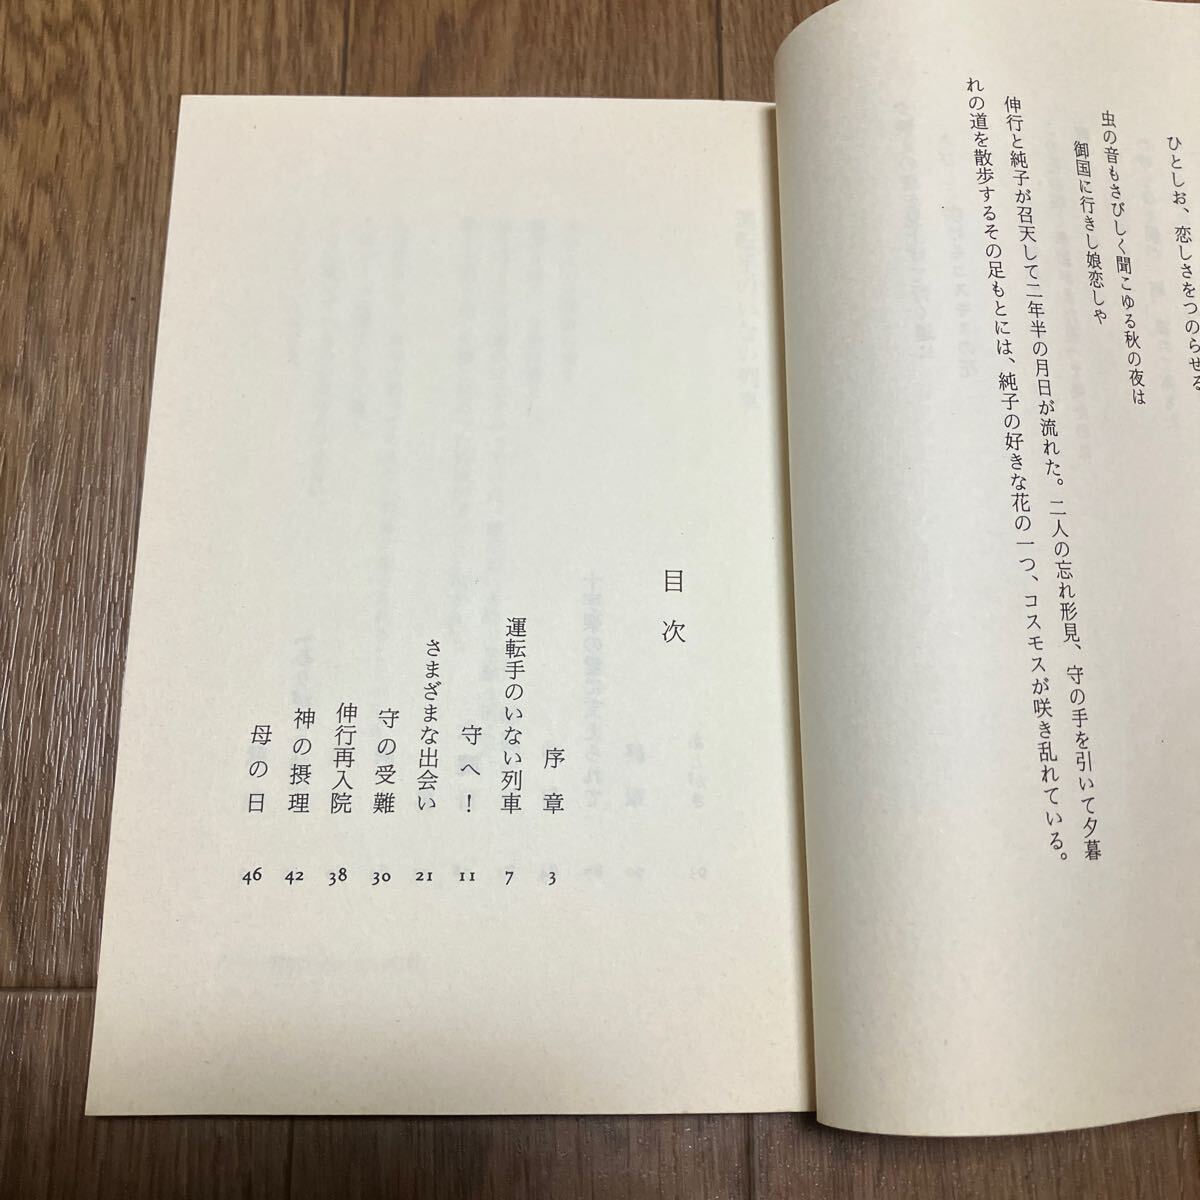 ひとしお、恋しさをつのらせる
虫の音もさびしく聞こゆる秋の夜は
御国に行きし娘恋しゃ
伸行と純子が召天して二年半の月日が流れた。二人の忘れ形見、守の手を引いて夕暮
れの道を散歩するその足もとには、純子の好きな花の一つ、コスモスが咲き乱れている。
目次
序章 3
運転手のいない列車 7
守へ！ 11
さまざまな出会い 21
守の受難 30
伸行再入院 38
神の摂理 42
母の日 46